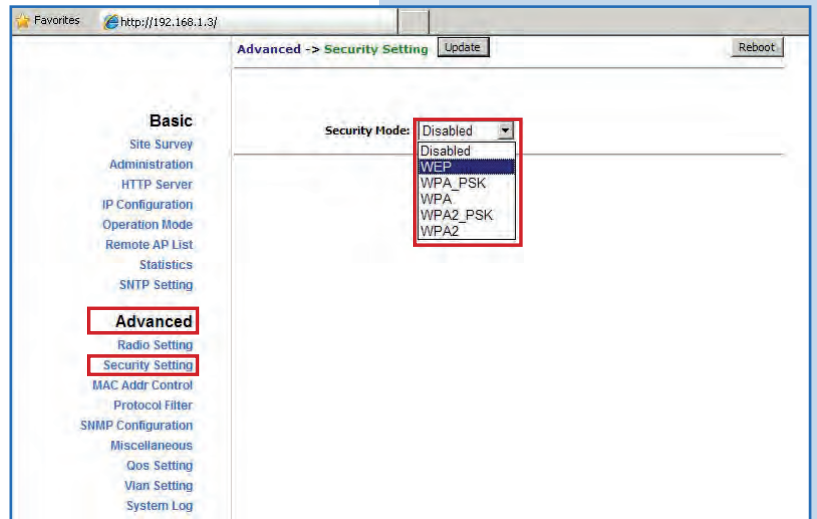 Favorites http://192.168.1.3/
Advanced -> Security Setting Update Reboot
Basic
Site Survey
Administration
HTTP Server
IP Configuration
Operation Mode
Remote AP List
Statistics
SNTP Setting
Advanced
Radio Setting
Security Setting
MAC Addr Control
Protocol Filter
SNMP Configuration
Miscellaneous
Qos Setting
Vlan Setting
System Log
Security Mode: Disabled
Disabled
WEP
WPA_PSK
WPA
WPA2_PSK
WPA2